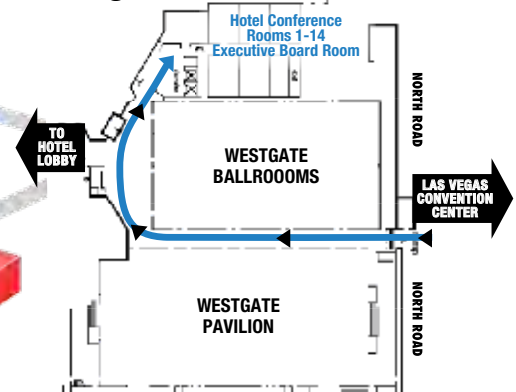 Hotel Conference
Rooms 1-14
Executive Board Room
NORTH ROAD
TO
HOTEL
LOBBY
WESTGATE
BALLROOOMS
LAS VEGAS
CONVENTION
CENTER
WESTGATE
PAVILION
NORTH ROAD